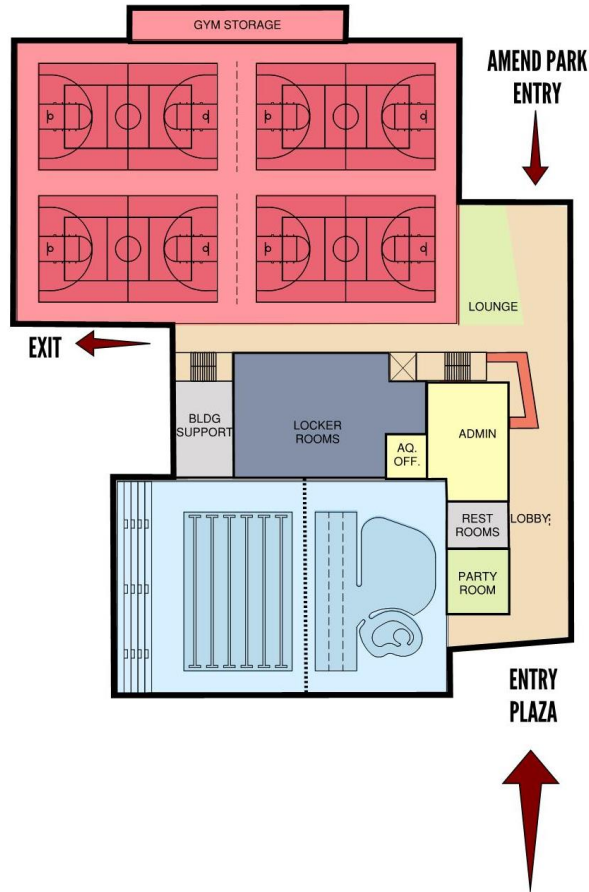 GYM STORAGE
AMEND PARK
ENTRY
LOUNGE
EXIT
BLDG
SUPPORT
LOCKER
ROOMS
AQ.
OFF.
ADMIN
REST
ROOMS
LOBBY
PARTY
ROOM
ENTRY
PLAZA